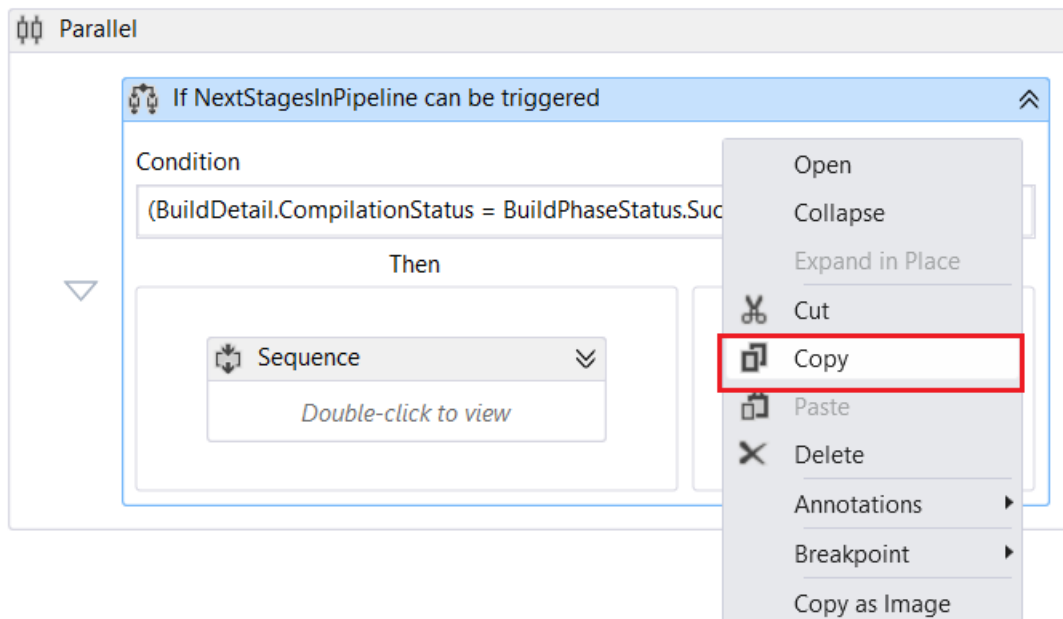 Parallel
If NextStagesInPipeline can be triggered
Condition
(BuildDetail.CompilationStatus = BuildPhaseStatus.Suc
Then
Sequence
Double-click to view
Open
Collapse
Expand in Place
Cut
Copy
Paste
Delete
Annotations
Breakpoint
Copy as Image